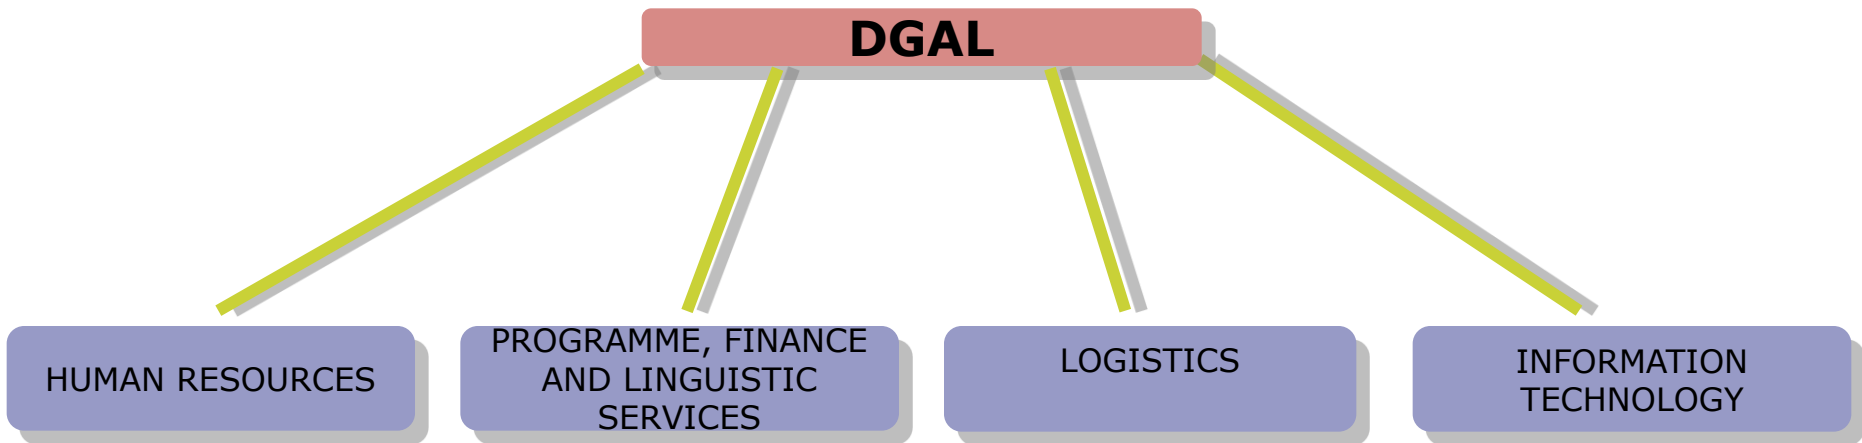 DGAL
HUMAN RESOURCES
PROGRAMME, FINANCE
AND LINGUISTIC
SERVICES
LOGISTICS
INFORMATION
TECHNOLOGY